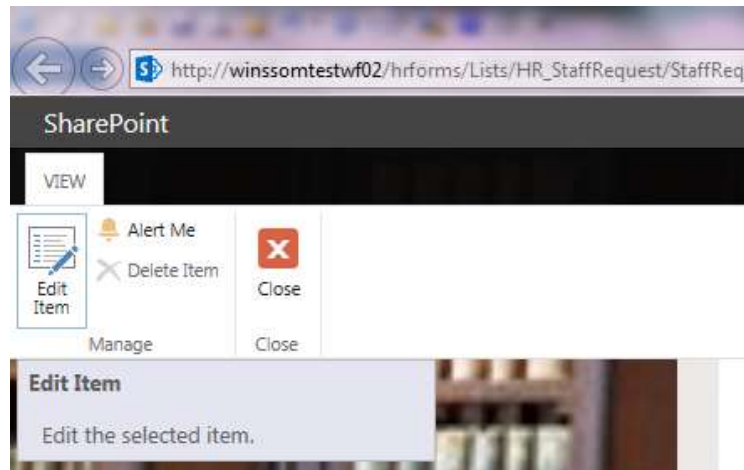 http://winssomtestwf02/hrforms/Lists/HR_StaffRequest/StaffReq
SharePoint
VIEW
Edit
Item
Alert Me
Delete Item
Manage
Close
Close
Edit Item
Edit the selected item.